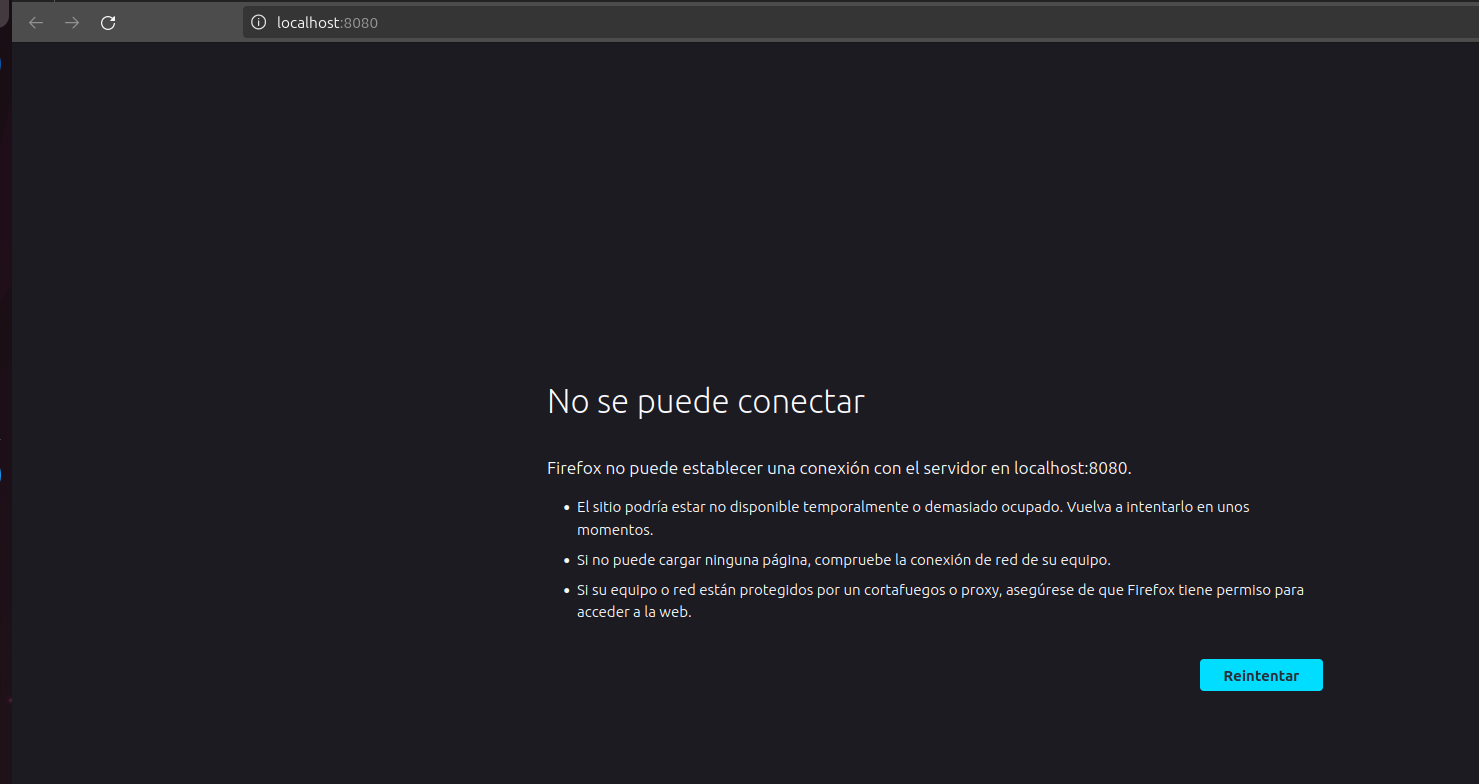 localhost:8080
No se puede conectar
Firefox no puede establecer una conexión con el servidor en localhost:8080.
• El sitio podría estar no disponible temporalmente o demasiado ocupado. Vuelva a intentarlo en unos
momentos.
• Si no puede cargar ninguna página, compruebe la conexión de red de su equipo.
• Si su equipo o red están protegidos por un cortafuegos o proxy, asegúrese de que Firefox tiene permiso para
acceder a la web.
Reintentar